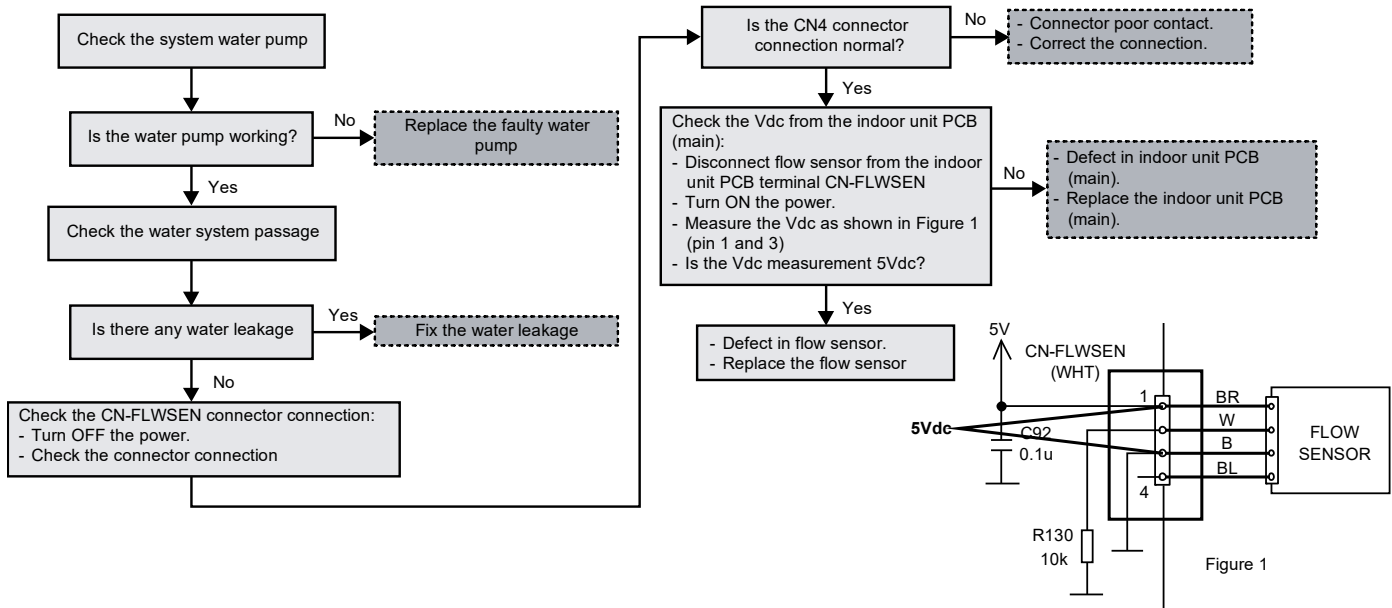 Check the system water pump
Is the water pump working?
No
Replace the faulty water
pump
Yes
Check the water system passage
Is there any water leakage
Yes
Fix the water leakage
No
Check the CN-FLWSEN connector connection:
- Turn OFF the power.
- Check the connector connection
Is the CN4 connector
connection normal?
No
- Connector poor contact.
- Correct the connection.
Yes
Check the Vdc from the indoor unit PCB
(main):
- Disconnect flow sensor from the indoor
unit PCB terminal CN-FLWSEN
- Turn ON the power.
- Measure the Vdc as shown in Figure 1
(pin 1 and 3)
- Is the Vdc measurement 5Vdc?
No
- Defect in indoor unit PCB
(main).
- Replace the indoor unit PCB
(main).
Yes
- Defect in flow sensor.
- Replace the flow sensor
5V
CN-FLWSEN
(WHT)
1
BR
W
B
BL
4
5Vdc
C92
0.1u
FLOW
SENSOR
R130
10k
Figure 1